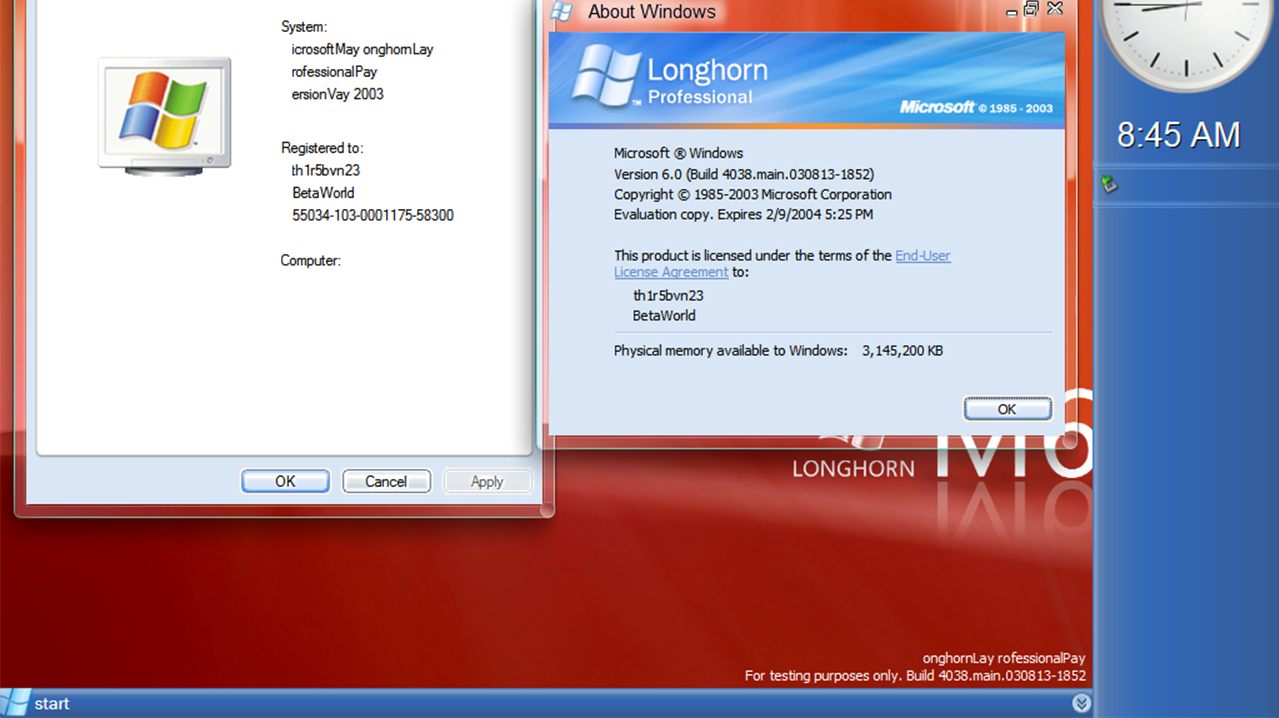 System:
icrosoftMay onghornLay
rofessionalPay
ersionVay 2003
Registered to:
th1r5bvn23
BetaWorld
55034-103-0001175-58300
Computer:
OK
Cancel
Apply
About Windows
Longhorn
Professional
Microsoft © 1985 - 2003
Microsoft ® Windows
Version 6.0 (Build 4038.main.030813-1852)
Copyright © 1985-2003 Microsoft Corporation
Evaluation copy. Expires 2/9/2004 5:25 PM
This product is licensed under the terms of the End-User
License Agreement to:
th1r5bvn23
BetaWorld
Physical memory available to Windows: 3,145,200 KB
OK
8:45 AM
LONGHORN
onghornLay rofessionalPay
For testing purposes only. Build 4038.main.030813-1852
start